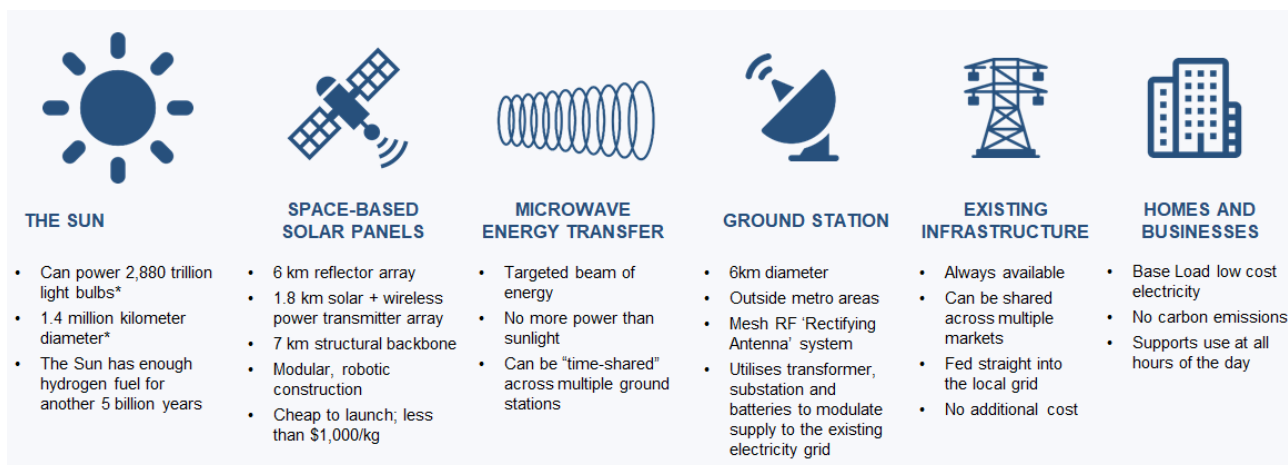 THE SUN
• Can power 2,880 trillion
light bulbs*
• 1.4 million kilometer
diameter*
• The Sun has enough
hydrogen fuel for
another 5 billion years
SPACE-BASED
SOLAR PANELS
• 6 km reflector array
• 1.8 km solar + wireless
power transmitter array
• 7 km structural backbone
• Modular, robotic
construction
• Cheap to launch; less
than $1,000/kg
MICROWAVE
ENERGY TRANSFER
• Targeted beam of
energy
• No more power than
sunlight
• Can be “time-shared”
across multiple ground
stations
GROUND STATION
• 6km diameter
• Outside metro areas
• Mesh RF ‘Rectifying
Antenna’ system
• Utilises transformer,
substation and
batteries to modulate
supply to the existing
electricity grid
EXISTING
INFRASTRUCTURE
• Always available
• Can be shared
across multiple
markets
• Fed straight into
the local grid
• No additional cost
HOMES AND
BUSINESSES
• Base Load low cost
electricity
• No carbon emissions
• Supports use at all
hours of the day